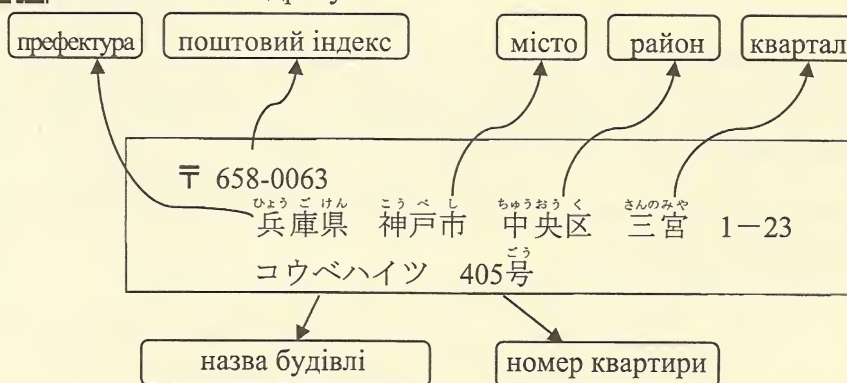 префектура
поштовий індекс
місто
район
квартал
〒 658-0063
ひょう ご けん こう べ し ちゅうおう く さんのみや
兵庫県 神戸市 中央区 三宮 1－23
ごう
コウベハイツ 405号
назва будівлі
номер квартири